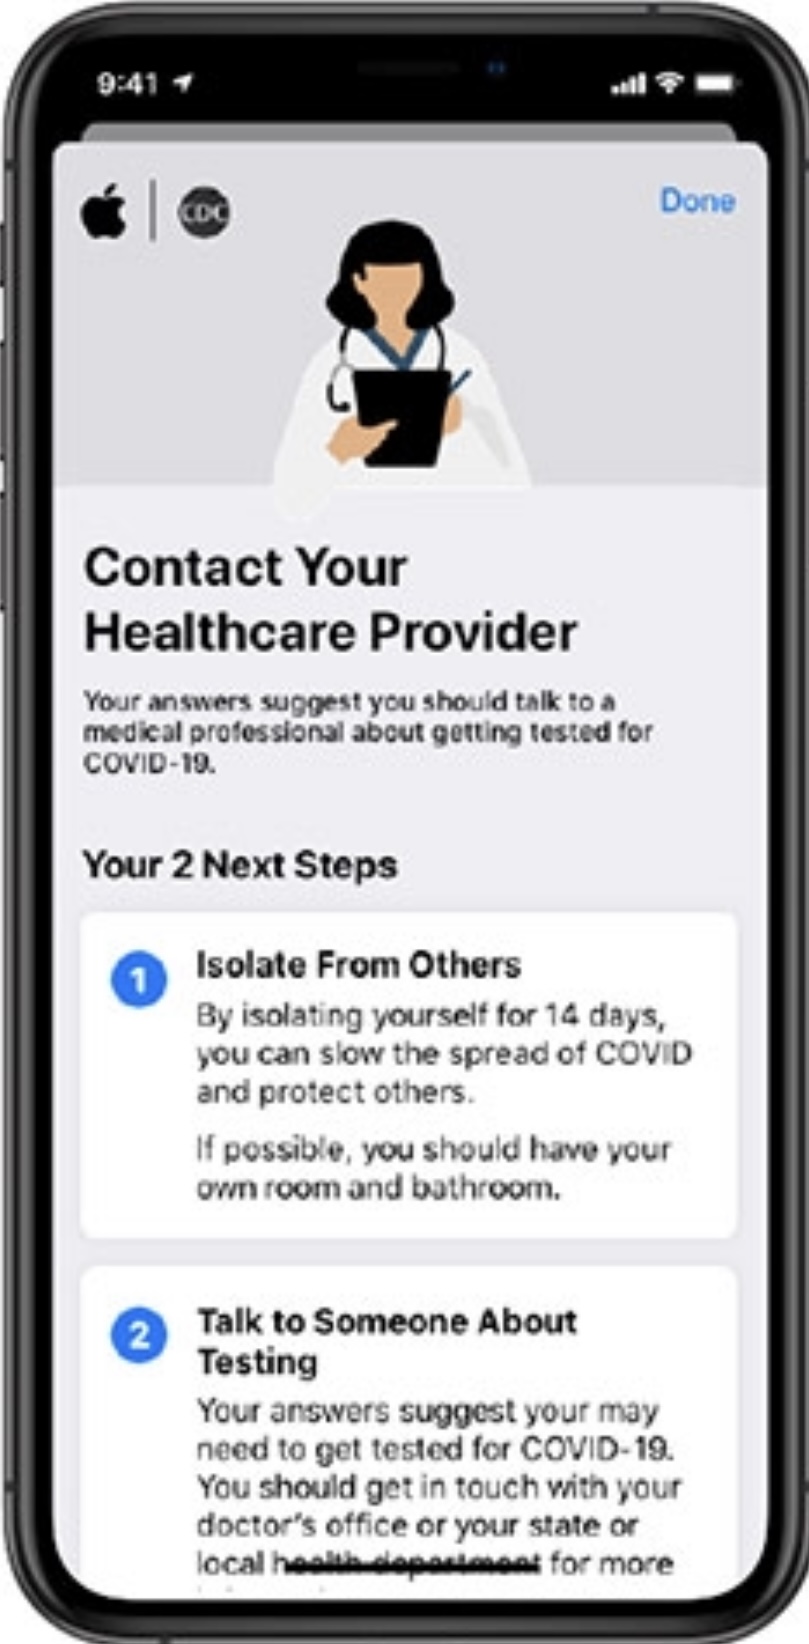 9:41
CDC
Done
Contact Your
Healthcare Provider
Your answers suggest you should talk to a
medical professional about getting tested for
COVID-19.
Your 2 Next Steps
1
Isolate From Others
By isolating yourself for 14 days,
you can slow the spread of COVID
and protect others.
If possible, you should have your
own room and bathroom.
2
Talk to Someone About
Testing
Your answers suggest your may
need to get tested for COVID-19.
You should get in touch with your
doctor's office or your state or
local health department for more